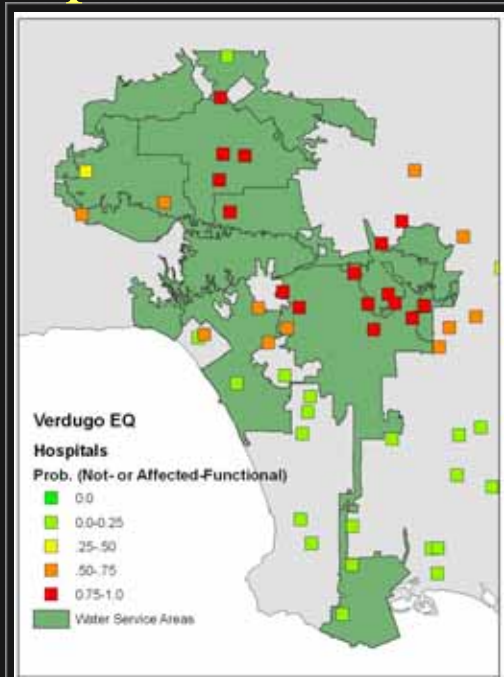 Verdugo EQ
Hospitals
Prob. (Not- or Affected-Functional)
0.0
0.0-0.25
.25-.50
.50-.75
0.75-1.0
Water Service Areas